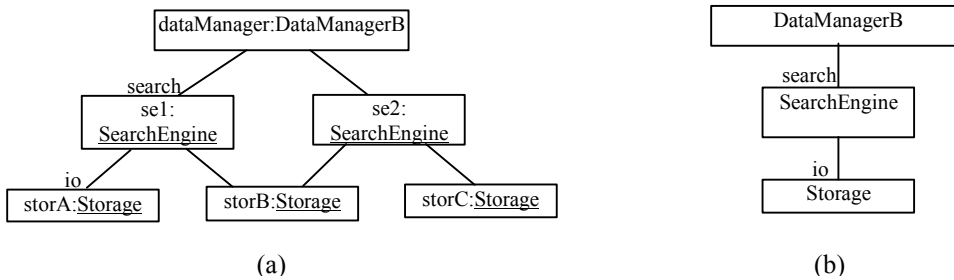 dataManager:DataManagerB
search
se1:
SearchEngine
se2:
SearchEngine
io
storA:Storage
storB:Storage
storC:Storage
(a)
DataManagerB
search
SearchEngine
io
Storage
(b)